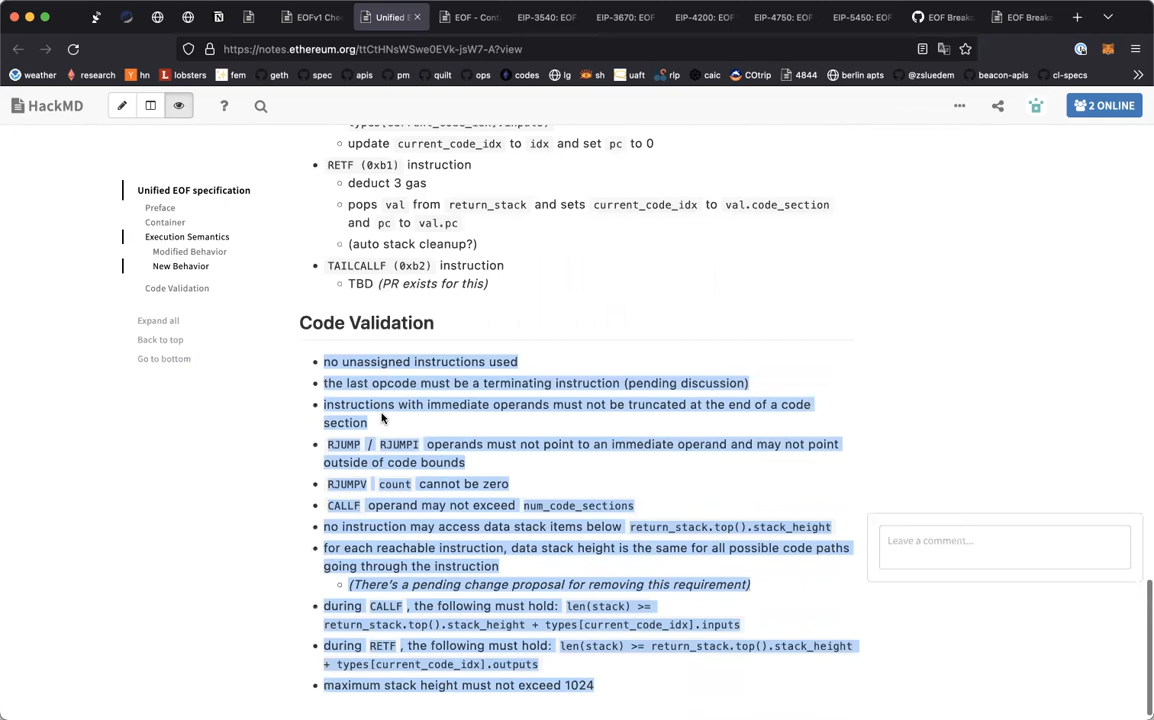 EOFv1 Chec
Unified E
EOF - Cont
EIP-3540: EOF
EIP-3670: EOF
EIP-4200: EOF
EIP-4750: EOF
EIP-5450: EOF
EOF Break
EOF Break
https://notes.ethereum.org/ttCtHNsWSwe0EVk-jsW7-A?view
weather
research
hn
lobsters
fem
geth
spec
apis
pm
quilt
ops
codes
lg
sh
uaft
rlp
caic
COtrip
4844
berlin apts
@zsluedem
beacon-apis
cl-specs
HackMD
2 ONLINE
types[current_code_idx].inputs)
update current_code_idx to idx and set pc to 0
RETF (0xb1) instruction
deduct 3 gas
pops val from return_stack and sets current_code_idx to val.code_section
and pc to val.pc
(auto stack cleanup?)
TAILCALLF (0xb2) instruction
TBD (PR exists for this)
Unified EOF specification
Preface
Container
Execution Semantics
Modified Behavior
New Behavior
Code Validation
Expand all
Back to top
Go to bottom
Code Validation
no unassigned instructions used
the last opcode must be a terminating instruction (pending discussion)
instructions with immediate operands must not be truncated at the end of a code
section
RJUMP / RJUMPI operands must not point to an immediate operand and may not point
outside of code bounds
RJUMPV count cannot be zero
CALLF operand may not exceed num_code_sections
no instruction may access data stack items below return_stack.top().stack_height
for each reachable instruction, data stack height is the same for all possible code paths
going through the instruction
(There's a pending change proposal for removing this requirement)
during CALLF , the following must hold: len(stack) >=
return_stack.top().stack_height + types[current_code_idx].inputs
during RETF , the following must hold: len(stack) >= return_stack.top().stack_height
+ types[current_code_idx].outputs
maximum stack height must not exceed 1024
Leave a comment...